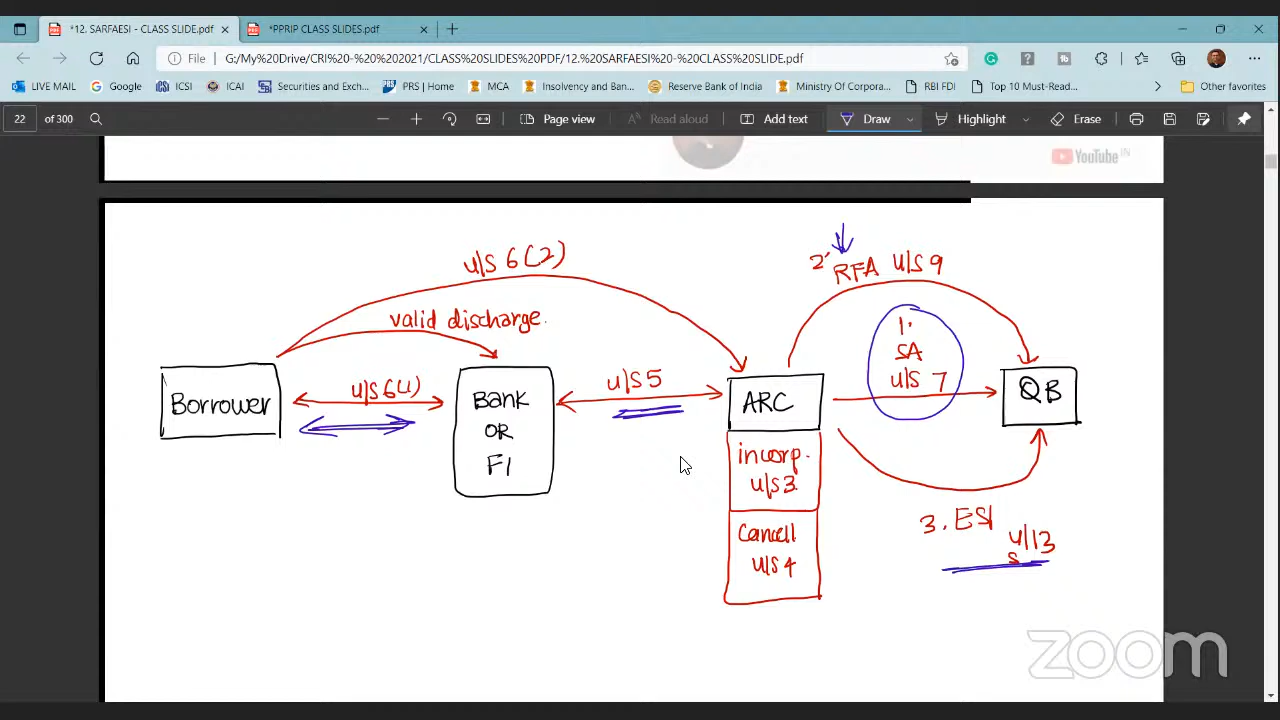 *12. SARFAESI - CLASS SLIDE.pdf
*PPRIP CLASS SLIDES.pdf
File
G:/My%20Drive/CRI%20-%20%202021/CLASS%20SLIDES%20PDF/12.%20SARFAESI%20-%20CLASS%20SLIDE.pdf
LIVE MAIL
Google
ICSI
ICAI
Securities and Exch...
PRS | Home
MCA
Insolvency and Ban...
Reserve Bank of India
Ministry Of Corpora...
RBI FDI
Top 10 Must-Read...
Other favorites
22 of 300
Page view
Read aloud
Add text
Draw
Highlight
Erase
YouTube IN
u/s 6(2)
2. RFA u/s 9
valid discharge.
1.
SA
u/s 7
Borrower
u/s 6(1)
Bank
OR
FI
u/s 5
ARC
QB
incorp.
u/s 3
Cancell
u/s 4
3. ESI
u/s 13
zoom